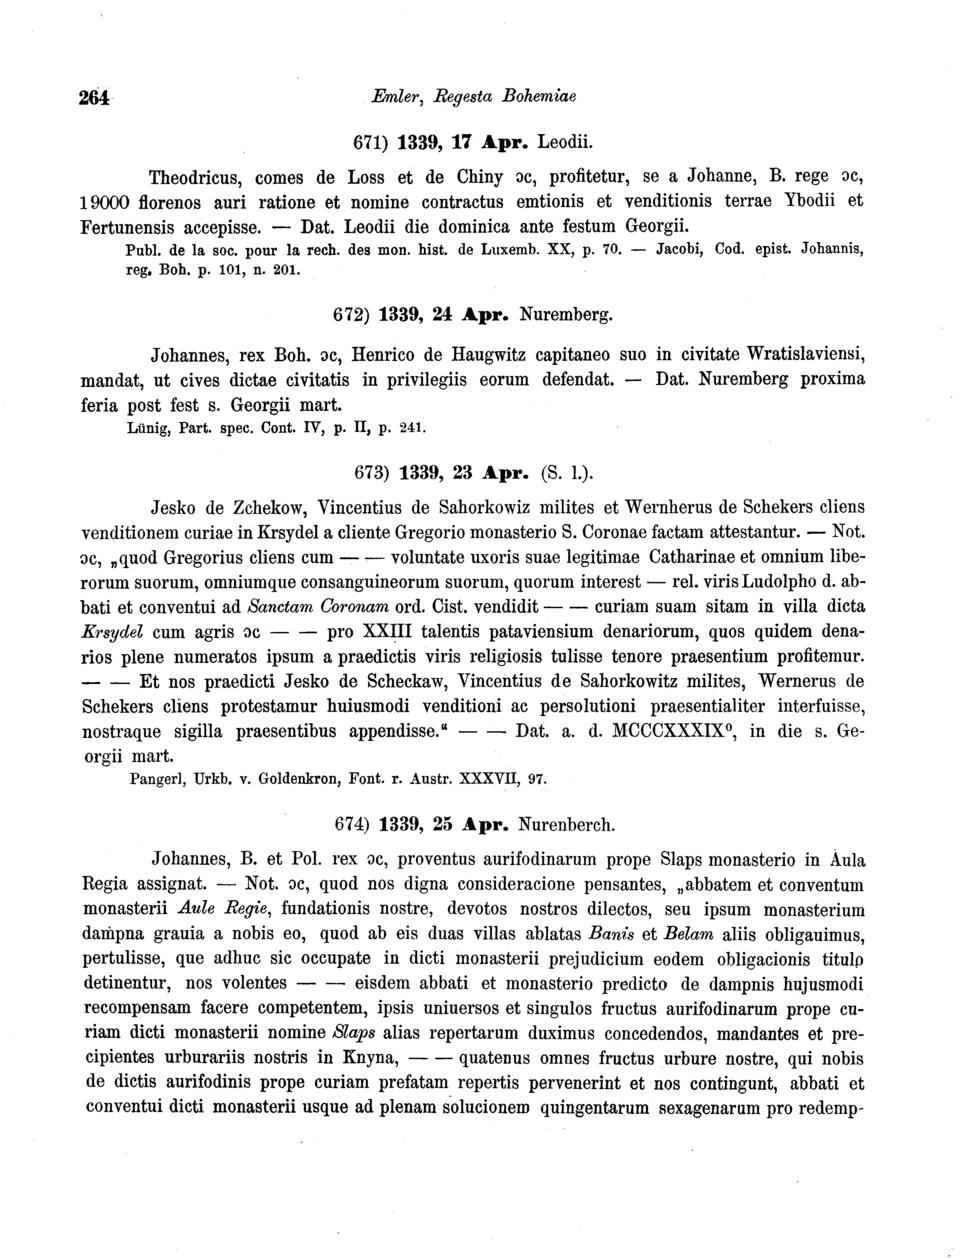 264 Emler, Regesta Bohemiae
671) 1339, 17 Apr. Leodii.
Theodricus, comes de Loss et de Chiny ɔc, profitetur, se a Johanne, B. rege ɔc,
19000 florenos auri ratione et nomine contractus emtionis et venditionis terrae Ybodii et
Fertunensis accepisse. — Dat. Leodii die dominica ante festum Georgii.
Publ. de la soc. pour la rech. des mon. hist. de Luxemb. XX, p. 70. — Jacobi, Cod. epist. Johannis,
reg. Boh. p. 101, n. 201.
672) 1339, 24 Apr. Nuremberg.
Johannes, rex Boh. ɔc, Henrico de Haugwitz capitaneo suo in civitate Wratislaviensi,
mandat, ut cives dictae civitatis in privilegiis eorum defendat. — Dat. Nuremberg proxima
feria post fest s. Georgii mart.
Lünig, Part. spec. Cont. IV, p. II, p. 241.
673) 1339, 23 Apr. (S. l.).
Jesko de Zchekow, Vincentius de Sahorkowiz milites et Wernherus de Schekers cliens
venditionem curiae in Krsydel a cliente Gregorio monasterio S. Coronae factam attestantur. — Not.
ɔc, „quod Gregorius cliens cum — — voluntate uxoris suae legitimae Catharinae et omnium libe-
rorum suorum, omniumque consanguineorum suorum, quorum interest — rel. viris Ludolpho d. ab-
bati et conventui ad Sanctam Coronam ord. Cist. vendidit — — curiam suam sitam in villa dicta
Krsydel cum agris ɔc — — pro XXIII talentis pataviensium denariorum, quos quidem dena-
rios plene numeratos ipsum a praedictis viris religiosis tulisse tenore praesentium profitemur.
— — Et nos praedicti Jesko de Scheckaw, Vincentius de Sahorkowitz milites, Wernerus de
Schekers cliens protestamur huiusmodi venditioni ac persolutioni praesentialiter interfuisse,
nostraque sigilla praesentibus appendisse.“ — — Dat. a. d. MCCCXXXIX⁰, in die s. Ge-
orgii mart.
Pangerl, Urkb. v. Goldenkron, Font. r. Austr. XXXVII, 97.
674) 1339, 25 Apr. Nurenberch.
Johannes, B. et Pol. rex ɔc, proventus aurifodinarum prope Slaps monasterio in Aula
Regia assignat. — Not. ɔc, quod nos digna consideracione pensantes, „abbatem et conventum
monasterii Aule Regie, fundationis nostre, devotos nostros dilectos, seu ipsum monasterium
dampna grauia a nobis eo, quod ab eis duas villas ablatas Banis et Belam aliis obligauimus,
pertulisse, que adhuc sic occupate in dicti monasterii prejudicium eodem obligacionis titulo
detinentur, nos volentes — — eisdem abbati et monasterio predicto de dampnis hujusmodi
recompensam facere competentem, ipsis uniuersos et singulos fructus aurifodinarum prope cu-
riam dicti monasterii nomine Slaps alias repertarum duximus concedendos, mandantes et pre-
cipientes urburariis nostris in Knyna, — — quatenus omnes fructus urbure nostre, qui nobis
de dictis aurifodinis prope curiam prefatam repertis pervenerint et nos contingunt, abbati et
conventui dicti monasterii usque ad plenam solucionem quingentarum sexagenarum pro redemp-